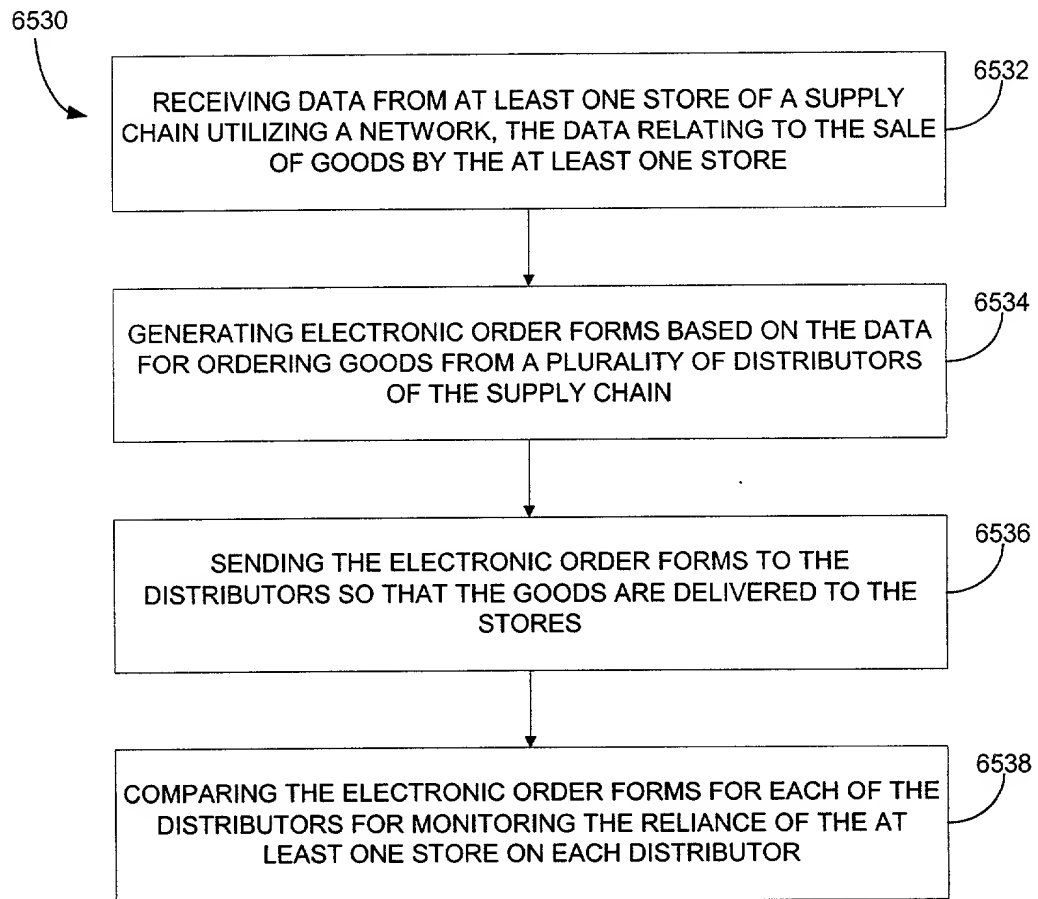 6530
6532
RECEIVING DATA FROM AT LEAST ONE STORE OF A SUPPLY
CHAIN UTILIZING A NETWORK, THE DATA RELATING TO THE SALE
OF GOODS BY THE AT LEAST ONE STORE
6534
GENERATING ELECTRONIC ORDER FORMS BASED ON THE DATA
FOR ORDERING GOODS FROM A PLURALITY OF DISTRIBUTORS
OF THE SUPPLY CHAIN
6536
SENDING THE ELECTRONIC ORDER FORMS TO THE
DISTRIBUTORS SO THAT THE GOODS ARE DELIVERED TO THE
STORES
6538
COMPARING THE ELECTRONIC ORDER FORMS FOR EACH OF THE
DISTRIBUTORS FOR MONITORING THE RELIANCE OF THE AT
LEAST ONE STORE ON EACH DISTRIBUTOR